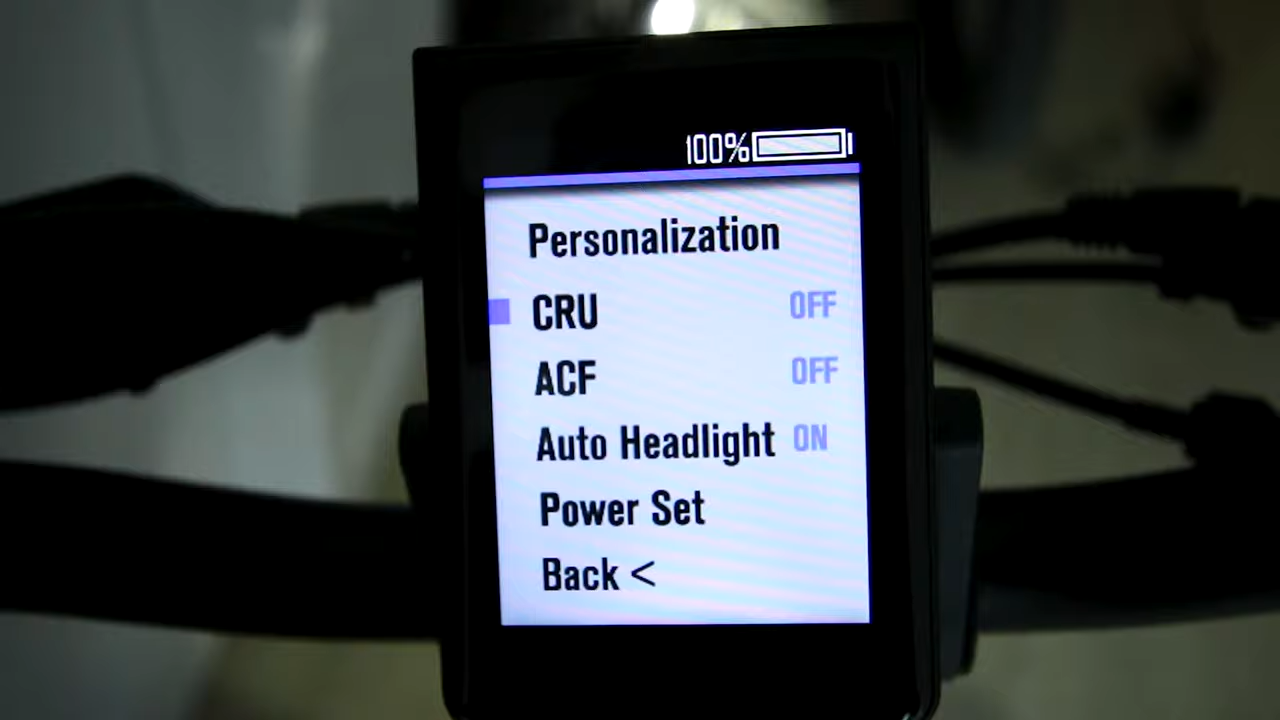 100%
Personalization
CRU OFF
ACF OFF
Auto Headlight ON
Power Set
Back <